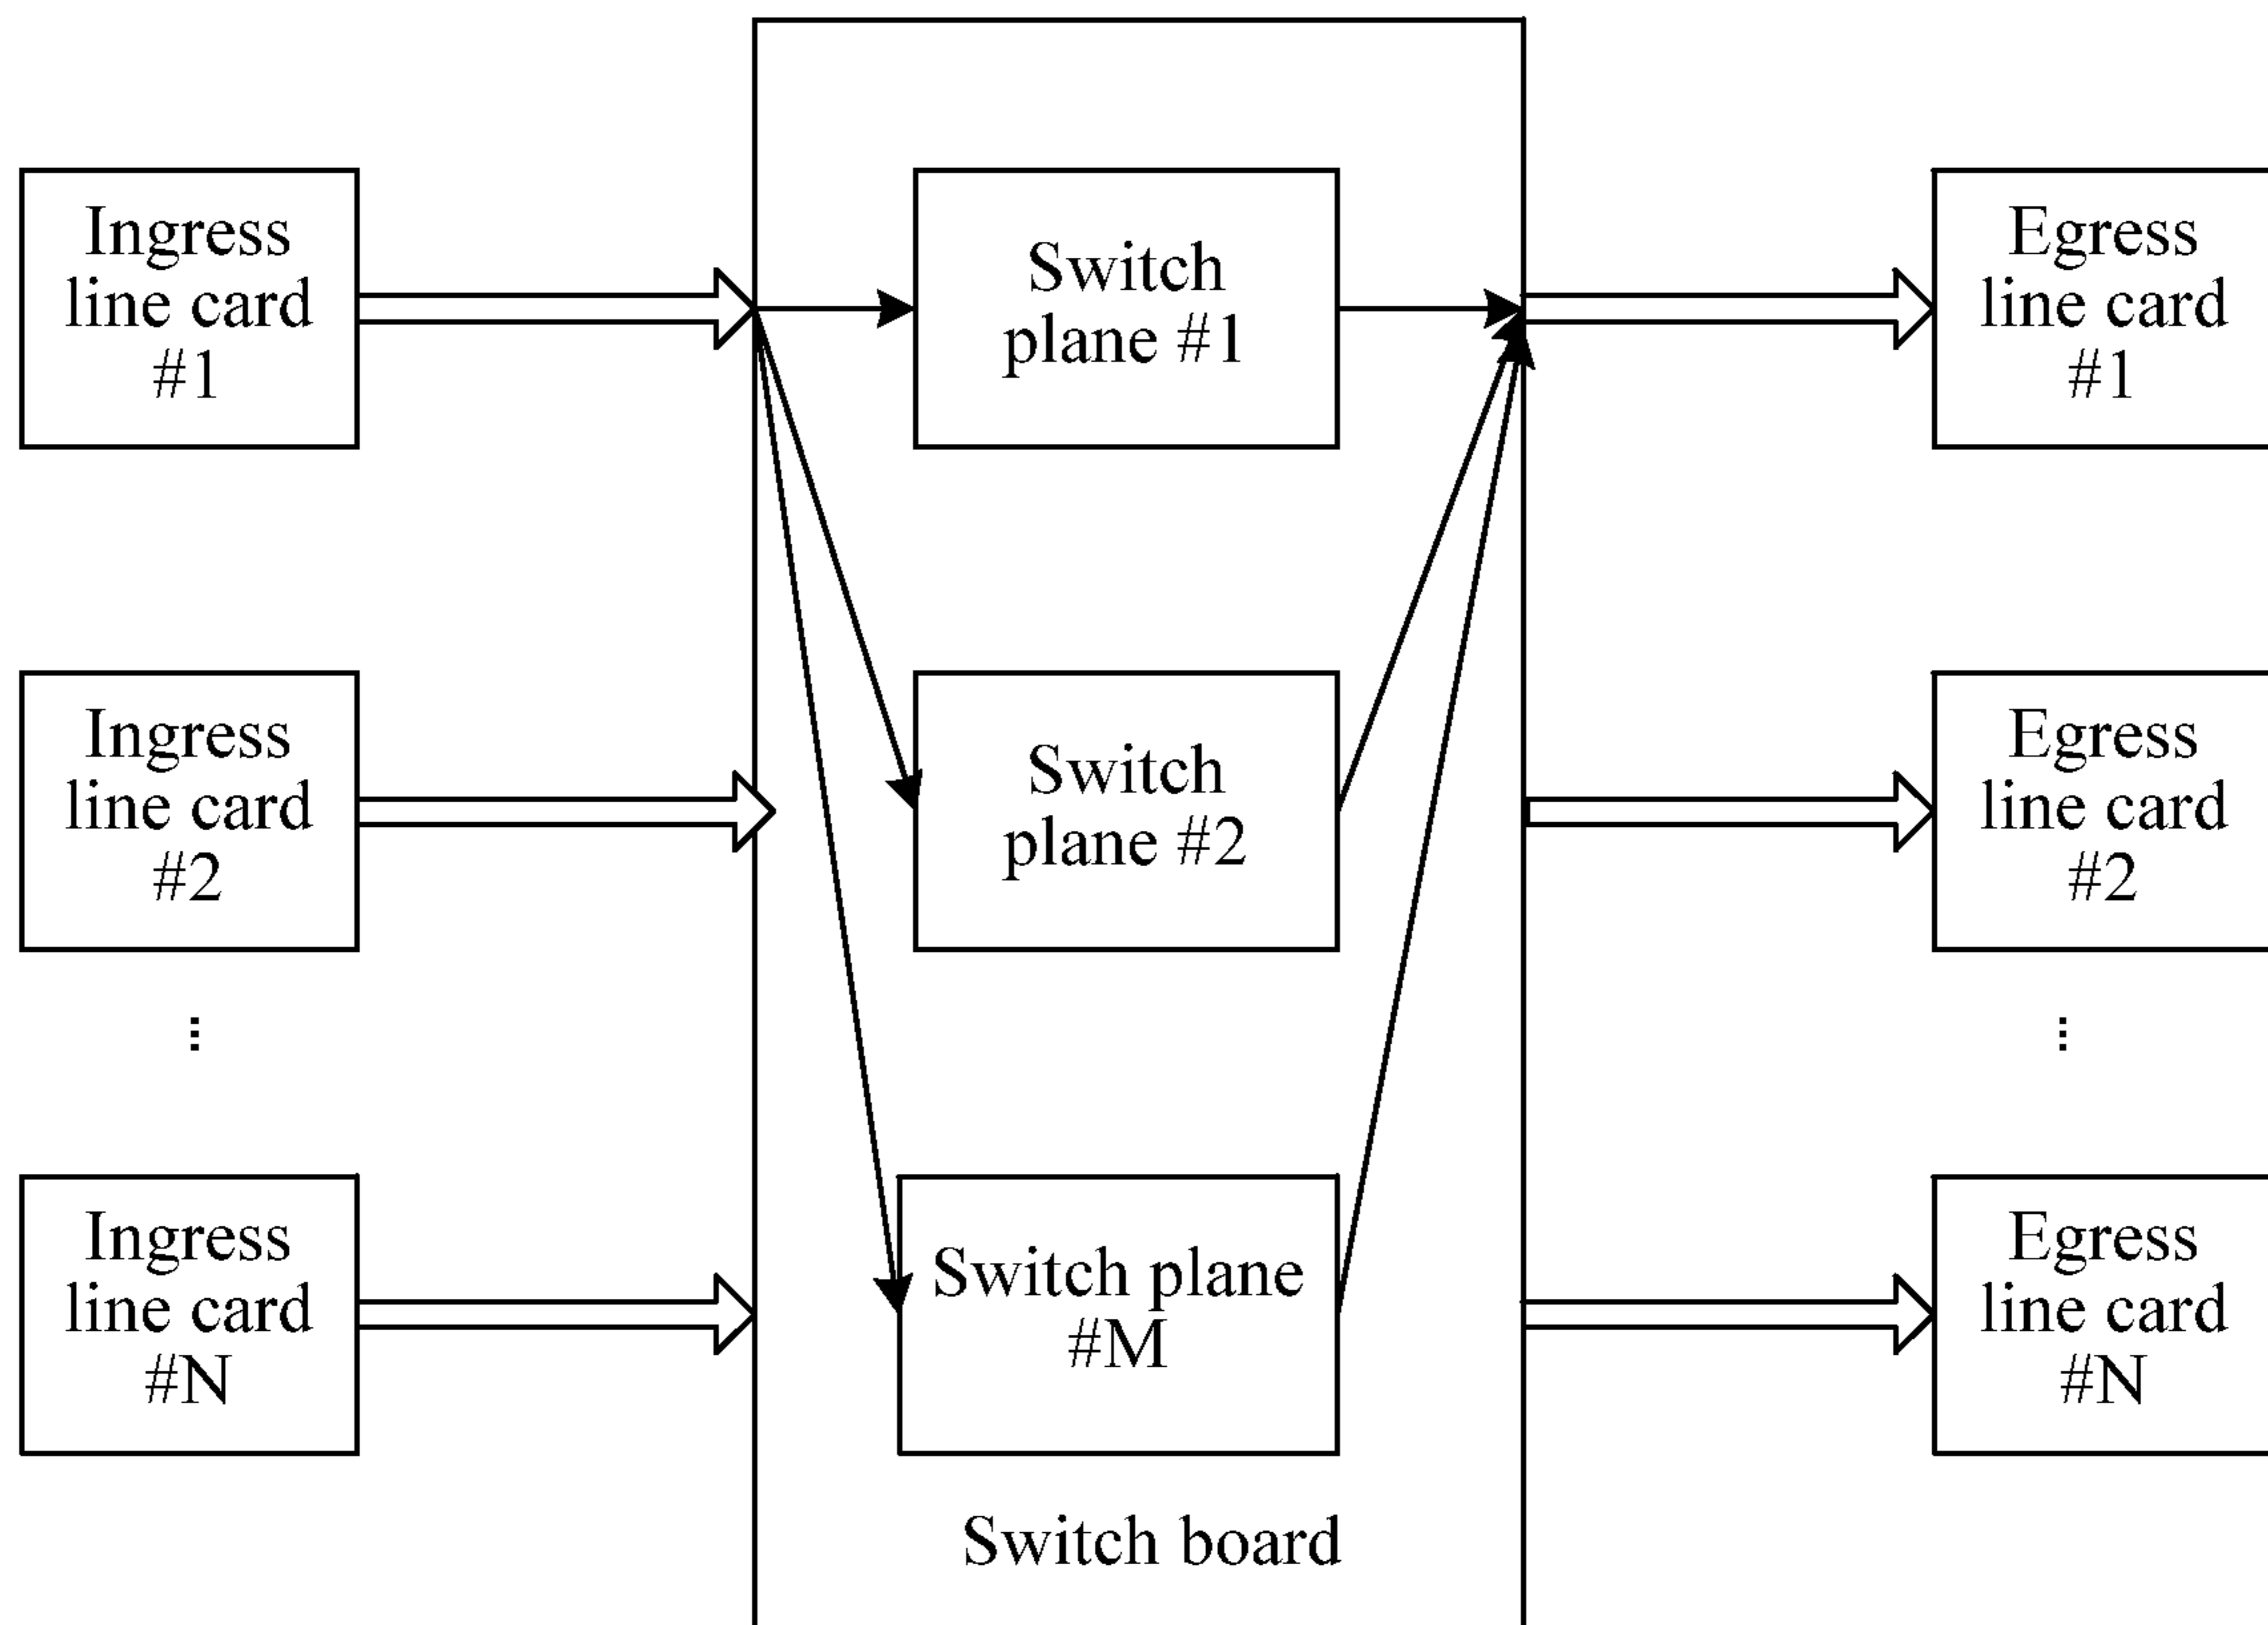 Ingress
line card
#1
Switch
plane #1
Egress
line card
#1
Ingress
line card
#2
Switch
plane #2
Egress
line card
#2
...
...
Ingress
line card
#N
Switch plane
#M
Egress
line card
#N
Switch board